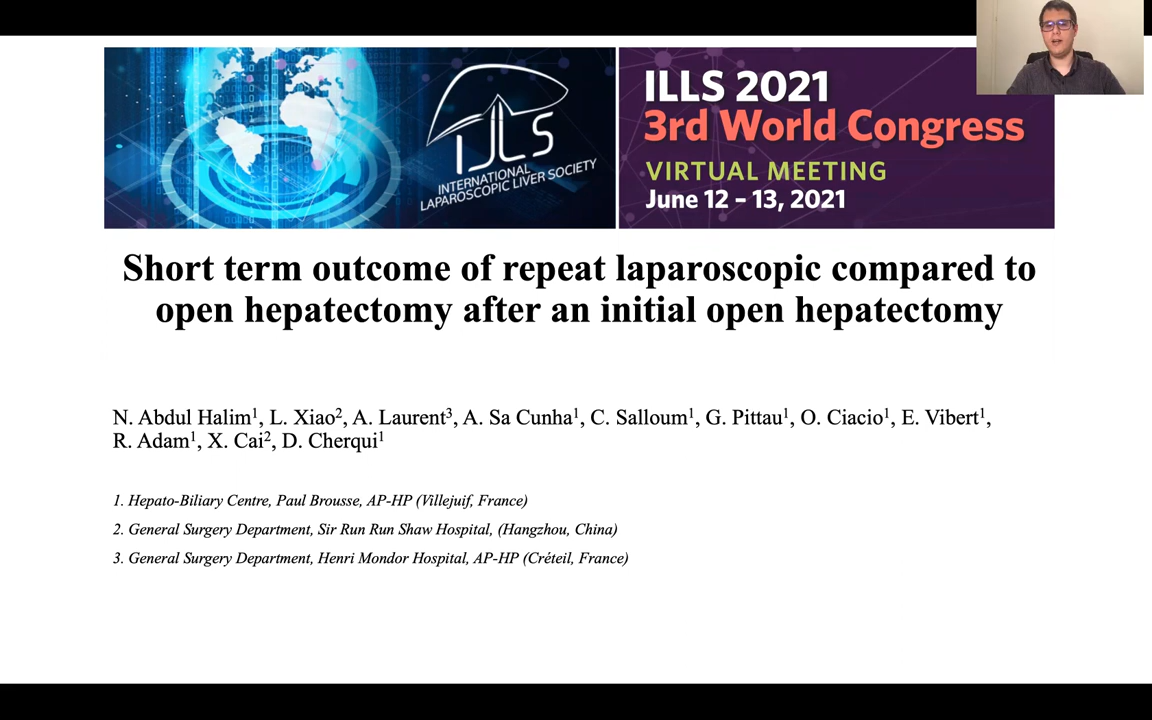 ILLS
INTERNATIONAL
LAPAROSCOPIC LIVER SOCIETY
ILLS 2021
3rd World Congress
VIRTUAL MEETING
June 12 – 13, 2021
Short term outcome of repeat laparoscopic compared to
open hepatectomy after an initial open hepatectomy
N. Abdul Halim¹, L. Xiao², A. Laurent³, A. Sa Cunha¹, C. Salloum¹, G. Pittau¹, O. Ciacio¹, E. Vibert¹,
R. Adam¹, X. Cai², D. Cherqui¹
1. Hepato-Biliary Centre, Paul Brousse, AP-HP (Villejuif, France)
2. General Surgery Department, Sir Run Run Shaw Hospital, (Hangzhou, China)
3. General Surgery Department, Henri Mondor Hospital, AP-HP (Créteil, France)